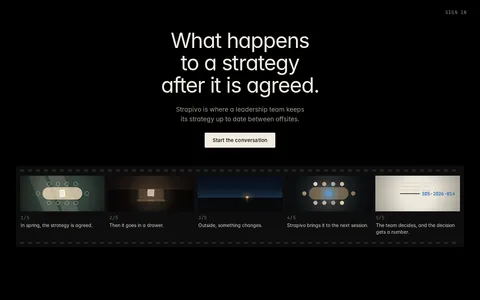 SIGN IN
What happens
to a strategy
after it is agreed.
Strapivo is where a leadership team keeps
its strategy up to date between offsites.
Start the conversation
1/5
In spring, the strategy is agreed.
2/5
Then it goes in a drawer.
3/5
Outside, something changes.
4/5
Strapivo brings it to the next session.
SOS-2026-014
5/5
The team decides, and the decision
gets a number.